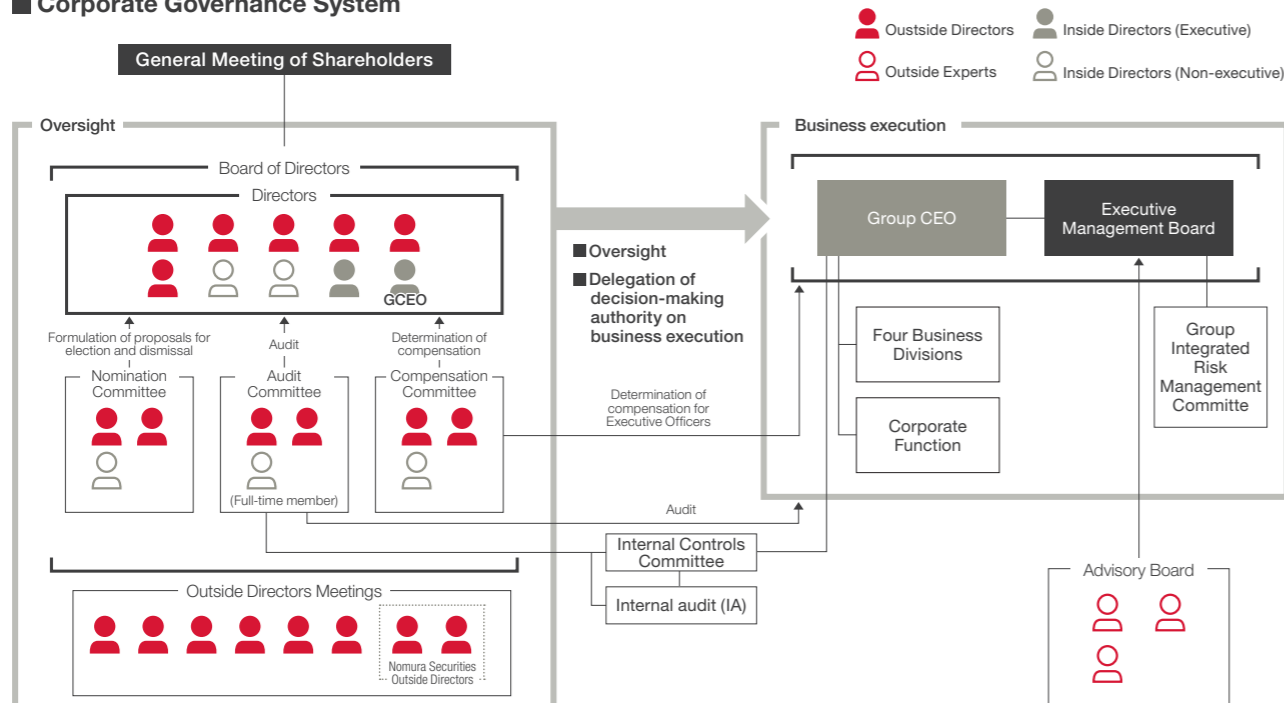 ■ Corporate Governance System
Oustside Directors
Inside Directors (Executive)
Outside Experts
Inside Directors (Non-executive)
General Meeting of Shareholders
Oversight
Board of Directors
Directors
GCEO
Formulation of proposals for
election and dismissal
Audit
Determination of
compensation
Nomination
Committee
Audit
Committee
(Full-time member)
Compensation
Committee
Outside Directors Meetings
Nomura Securities
Outside Directors
■Oversight
■Delegation of
decision-making
authority on
business execution
Determination of
compensation for
Executive Officers
Audit
Internal Controls
Committee
Internal audit (IA)
Business execution
Group CEO
Executive
Management Board
Four Business
Divisions
Corporate
Function
Group
Integrated
Risk
Management
Committe
Advisory Board